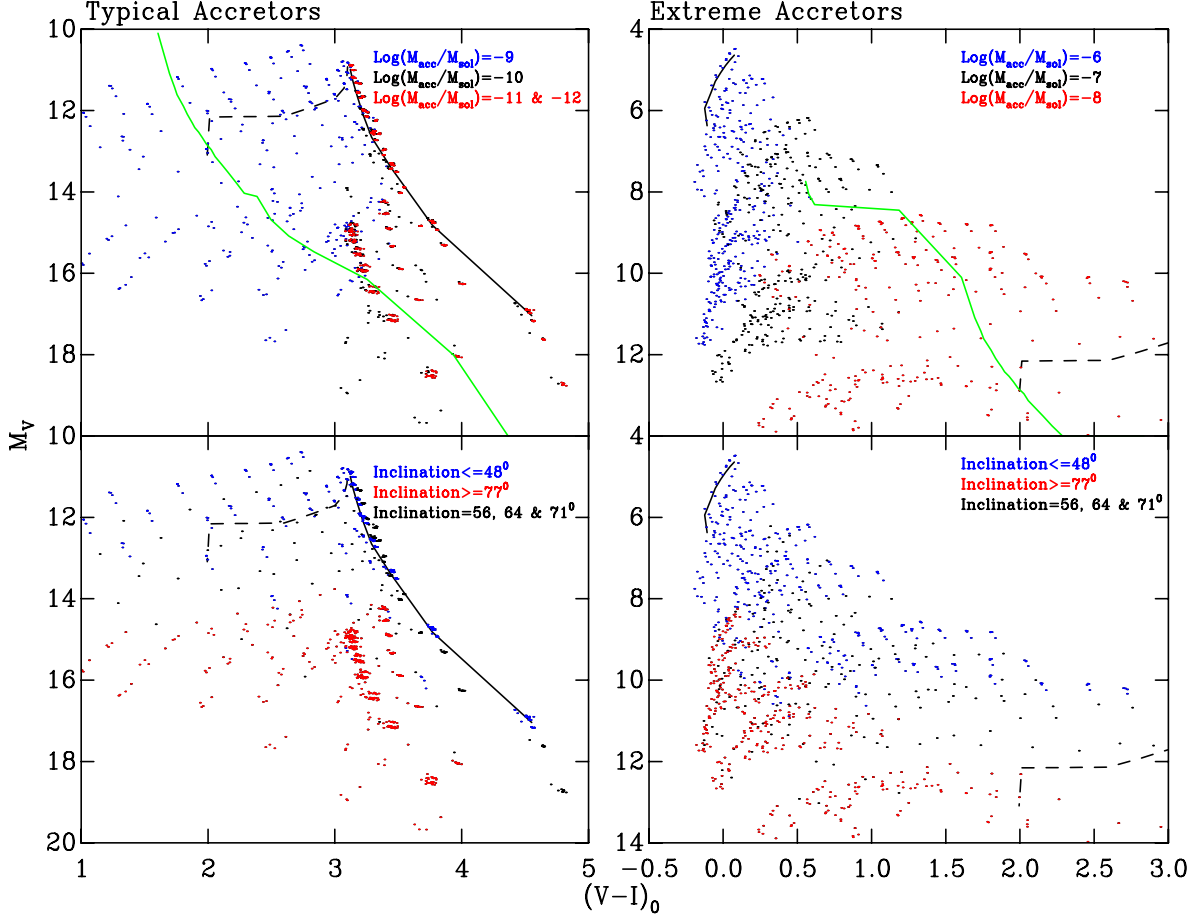 Typical Accretors
Extreme Accretors
Log(M_acc/M_sol)=-9
Log(M_acc/M_sol)=-10
Log(M_acc/M_sol)=-11 & -12
Log(M_acc/M_sol)=-6
Log(M_acc/M_sol)=-7
Log(M_acc/M_sol)=-8
10
12
14
16
18
10
4
6
8
10
12
4
M_V
Inclination<=48⁰
Inclination>=77⁰
Inclination=56, 64 & 71⁰
Inclination<=48⁰
Inclination>=77⁰
Inclination=56, 64 & 71⁰
12
14
16
18
20
6
8
10
12
14
1 2 3 4 5
-0.5 0.0 0.5 1.0 1.5 2.0 2.5 3.0
(V-I)₀